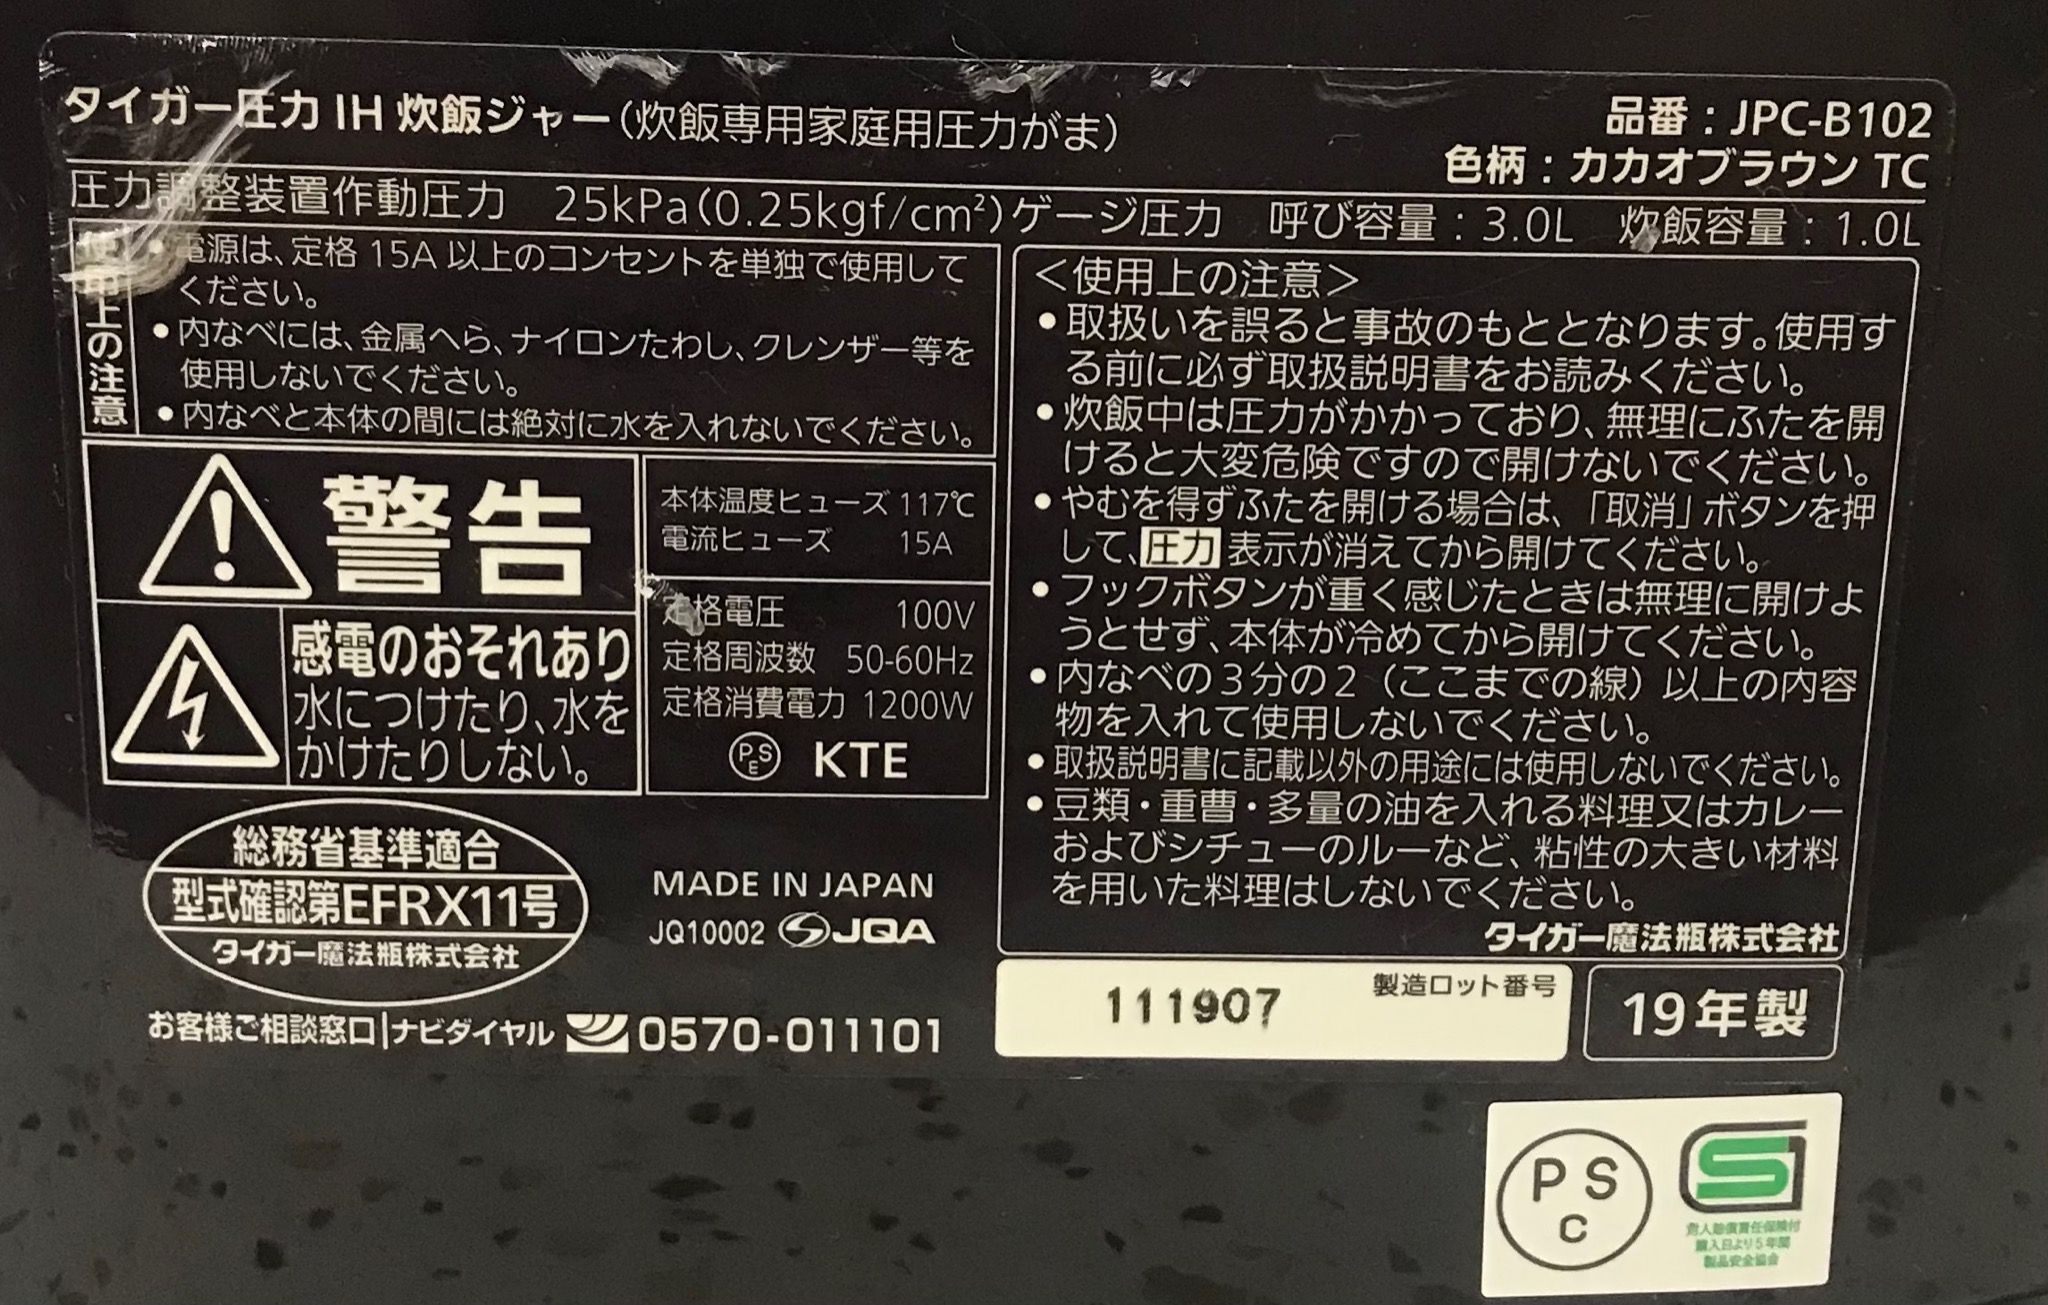 タイガー圧力IH炊飯ジャー(炊飯専用家庭用圧力がま)
品番:JPC-B102
色柄:カカオブラウン TC
圧力調整装置作動圧力 25kPa(0.25kgf/cm²)ゲージ圧力 呼び容量:3.0L 炊飯容量:1.0L
使用上の注意
•電源は、定格15A以上のコンセントを単独で使用して
ください。
•内なべには、金属へら、ナイロンたわし、クレンザー等を
使用しないでください。
•内なべと本体の間には絶対に水を入れないでください。
警告
感電のおそれあり
水につけたり、水を
かけたりしない。
本体温度ヒューズ 117℃
電流ヒューズ 15A
定格電圧 100V
定格周波数 50-60Hz
定格消費電力 1200W
PSE KTE
<使用上の注意>
•取扱いを誤ると事故のもととなります。使用す
る前に必ず取扱説明書をお読みください。
•炊飯中は圧力がかかっており、無理にふたを開
けると大変危険ですので開けないでください。
•やむを得ずふたを開ける場合は、「取消」ボタンを押
して、圧力表示が消えてから開けてください。
•フックボタンが重く感じたときは無理に開けよ
うとせず、本体が冷めてから開けてください。
•内なべの3分の2(ここまでの線)以上の内容
物を入れて使用しないでください。
•取扱説明書に記載以外の用途には使用しないでください。
•豆類・重曹・多量の油を入れる料理又はカレー
およびシチューのルーなど、粘性の大きい材料
を用いた料理はしないでください。
タイガー魔法瓶株式会社
総務省基準適合
型式確認第EFRX11号
タイガー魔法瓶株式会社
MADE IN JAPAN
JQ10002 JQA
お客様ご相談窓口|ナビダイヤル 0570-011101
111907 製造ロット番号
19年製
PSC
S
対人賠償責任保険付
購入日より5年間
製品安全協会